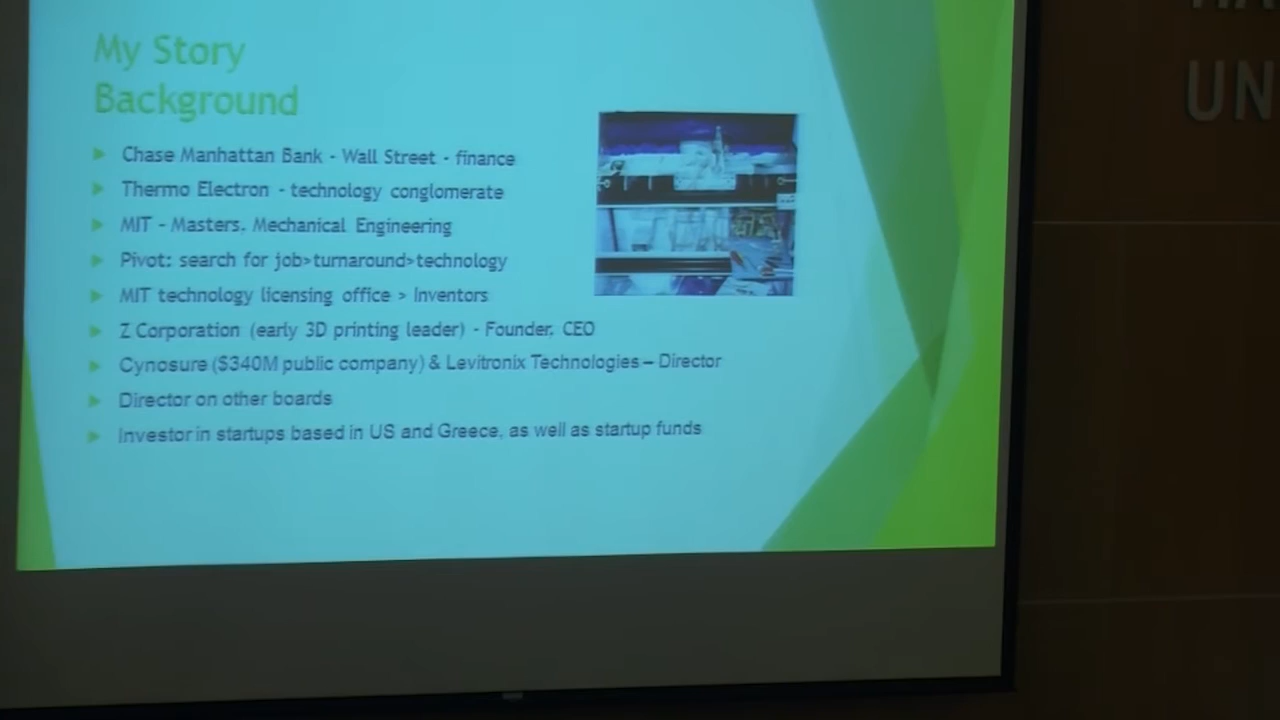 My Story
Background
Chase Manhattan Bank - Wall Street - finance
Thermo Electron - technology conglomerate
MIT - Masters, Mechanical Engineering
Pivot: search for job>turnaround>technology
MIT technology licensing office > Inventors
Z Corporation (early 3D printing leader) - Founder, CEO
Cynosure ($340M public company) & Levitronix Technologies – Director
Director on other boards
Investor in startups based in US and Greece, as well as startup funds
UN